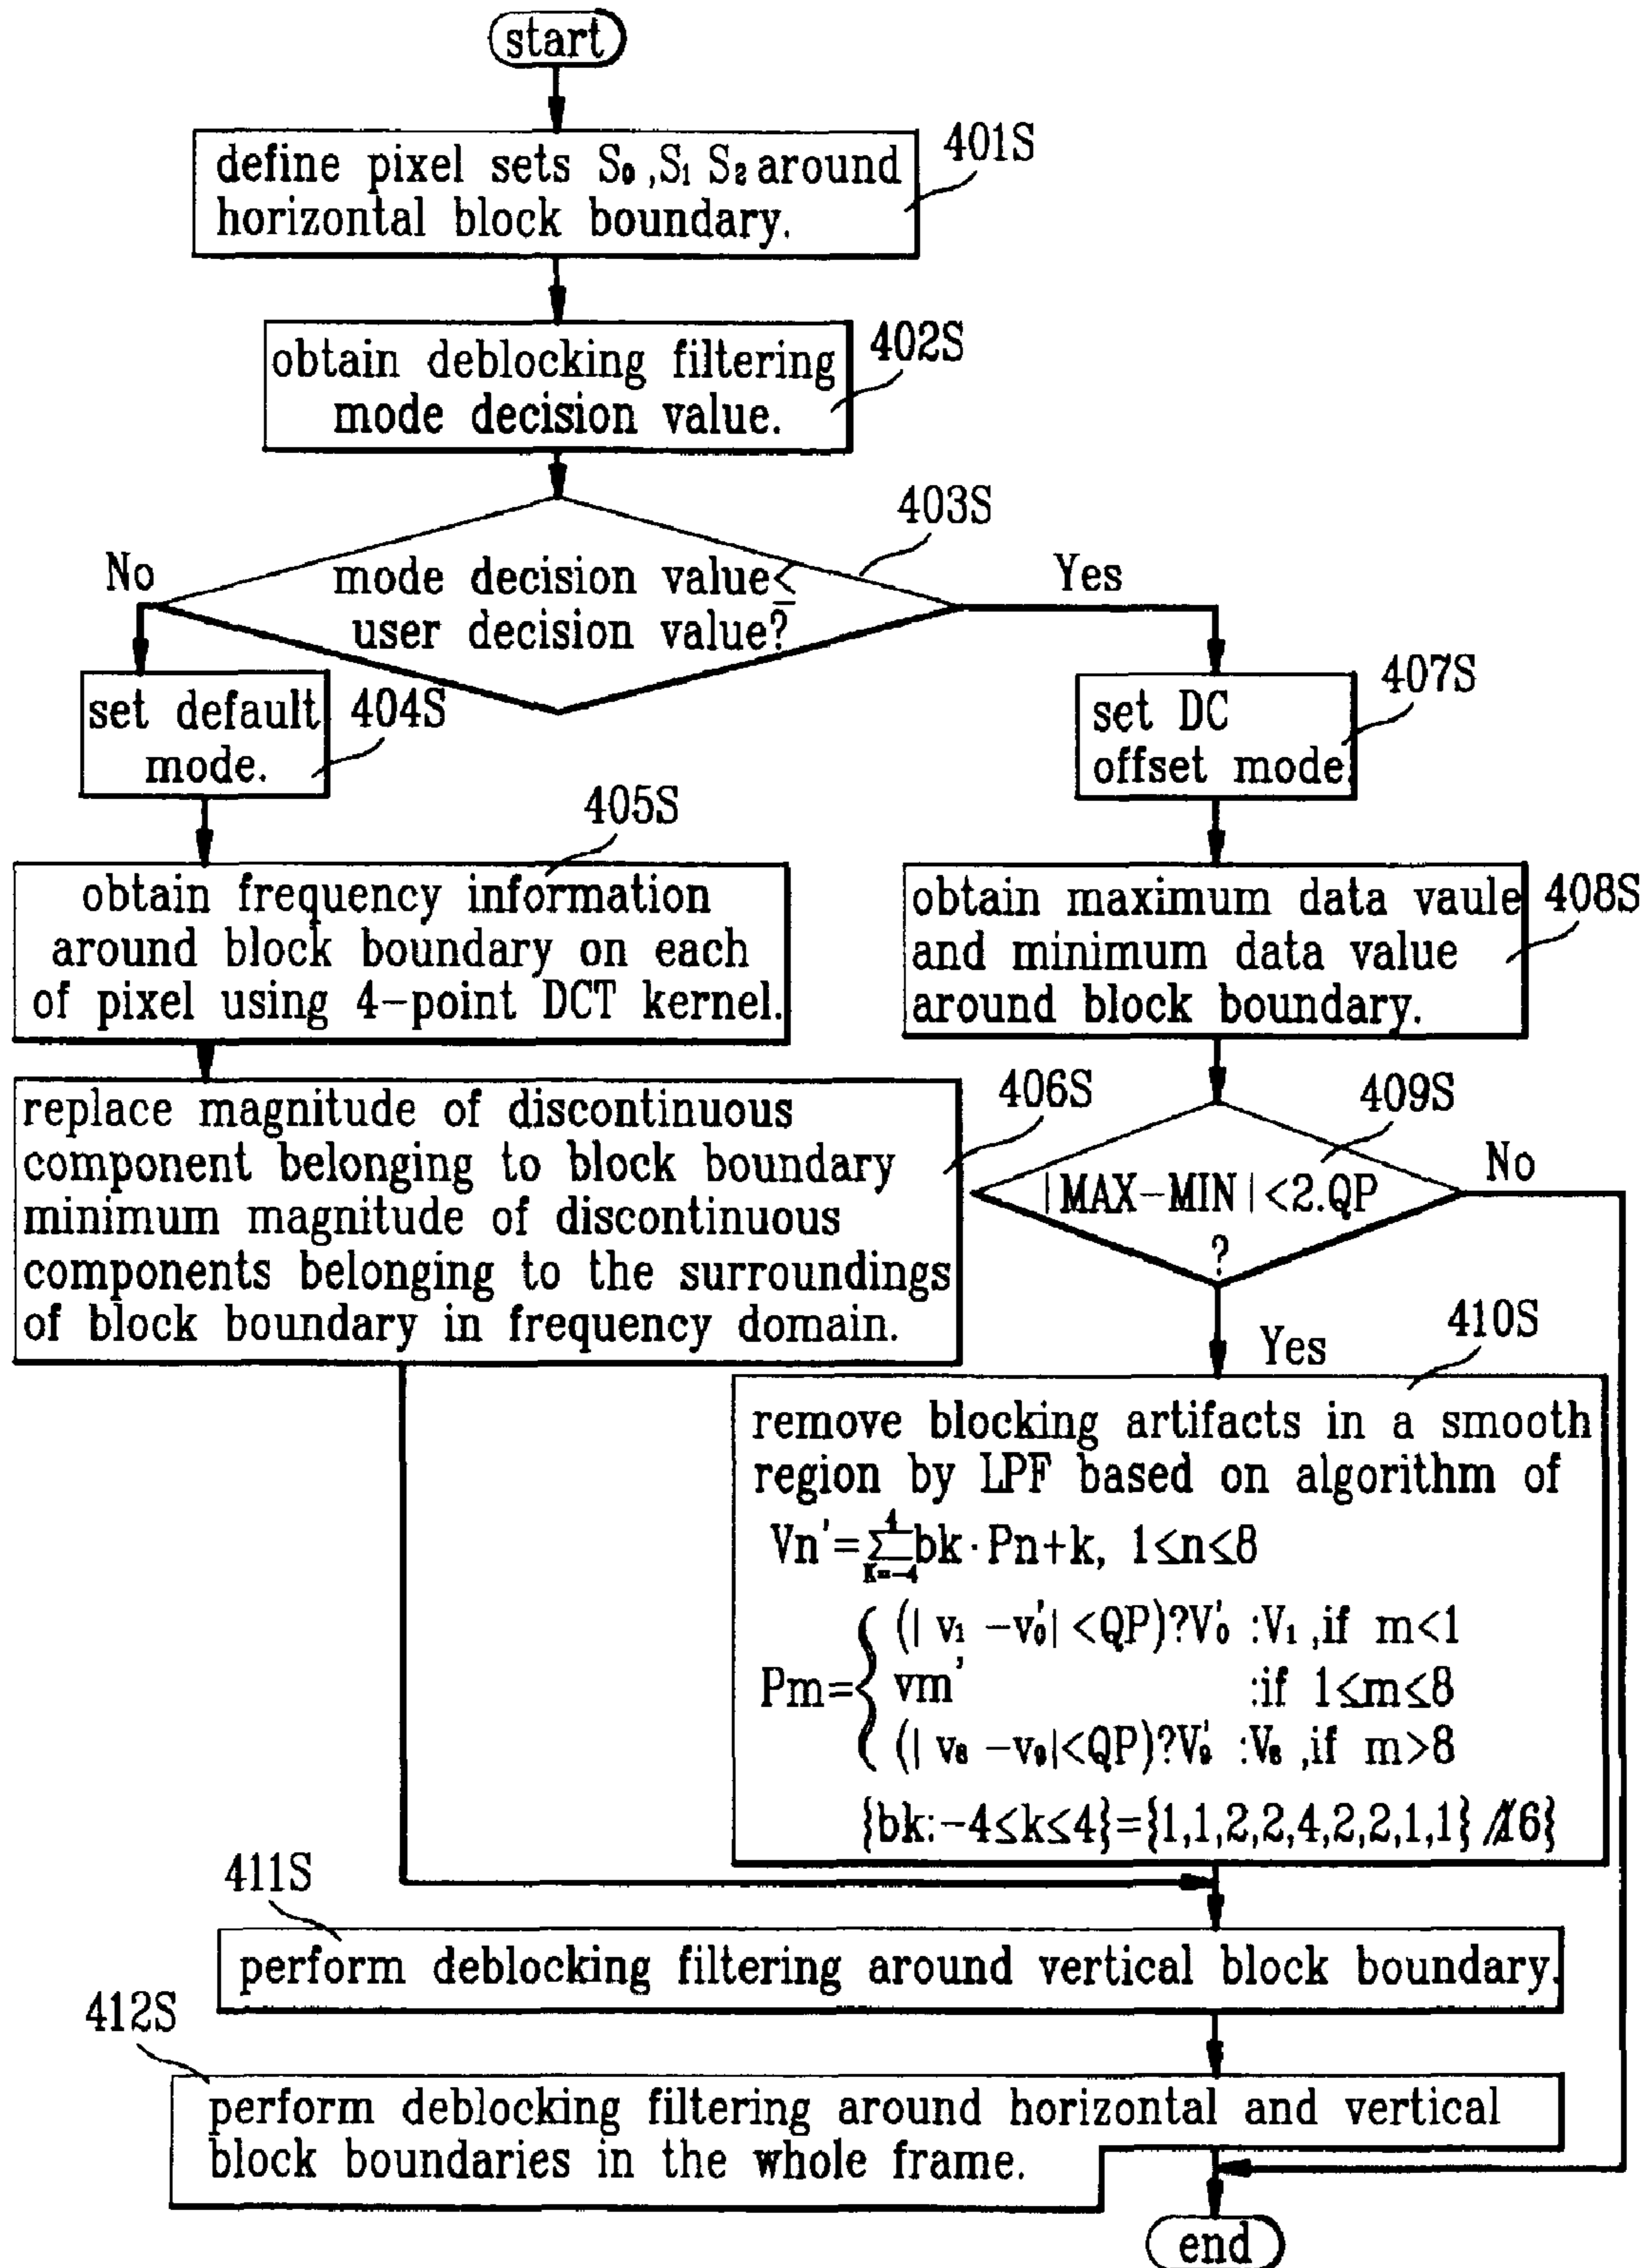 start
define pixel sets S₀ ,S₁ S₂ around
horizontal block boundary.
401S
obtain deblocking filtering
mode decision value.
402S
403S
No
mode decision value≤
user decision value?
Yes
set default
mode.
404S
set DC
offset mode.
407S
405S
obtain frequency information
around block boundary on each
of pixel using 4-point DCT kernel.
obtain maximum data vaule
and minimum data value
around block boundary.
408S
replace magnitude of discontinuous
component belonging to block boundary
minimum magnitude of discontinuous
components belonging to the surroundings
of block boundary in frequency domain.
406S
409S
|MAX-MIN|<2.QP
?
No
Yes
410S
remove blocking artifacts in a smooth
region by LPF based on algorithm of
Vn'=∑bk·Pn+k, 1≤n≤8
4
K=-4
Pm={
(| v₁ -v₀'| <QP)?V₀' :V₁ ,if m<1
vm' :if 1≤m≤8
(| v₈ -v₉|<QP)?V₉' :V₈ ,if m>8
{bk:-4≤k≤4}={1,1,2,2,4,2,2,1,1} //16}
411S
perform deblocking filtering around vertical block boundary.
412S
perform deblocking filtering around horizontal and vertical
block boundaries in the whole frame.
end